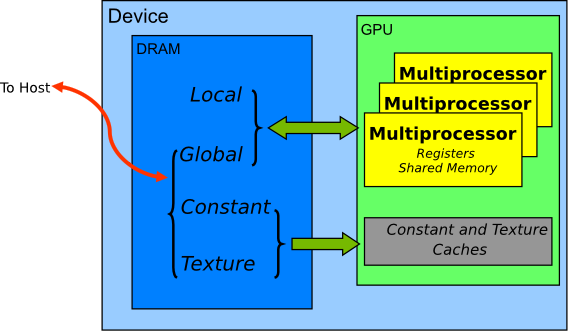 Device
To Host
DRAM
Local
Global
Constant
Texture
GPU
Multiprocessor
Multiprocessor
Multiprocessor
Registers
Shared Memory
Constant and Texture
Caches